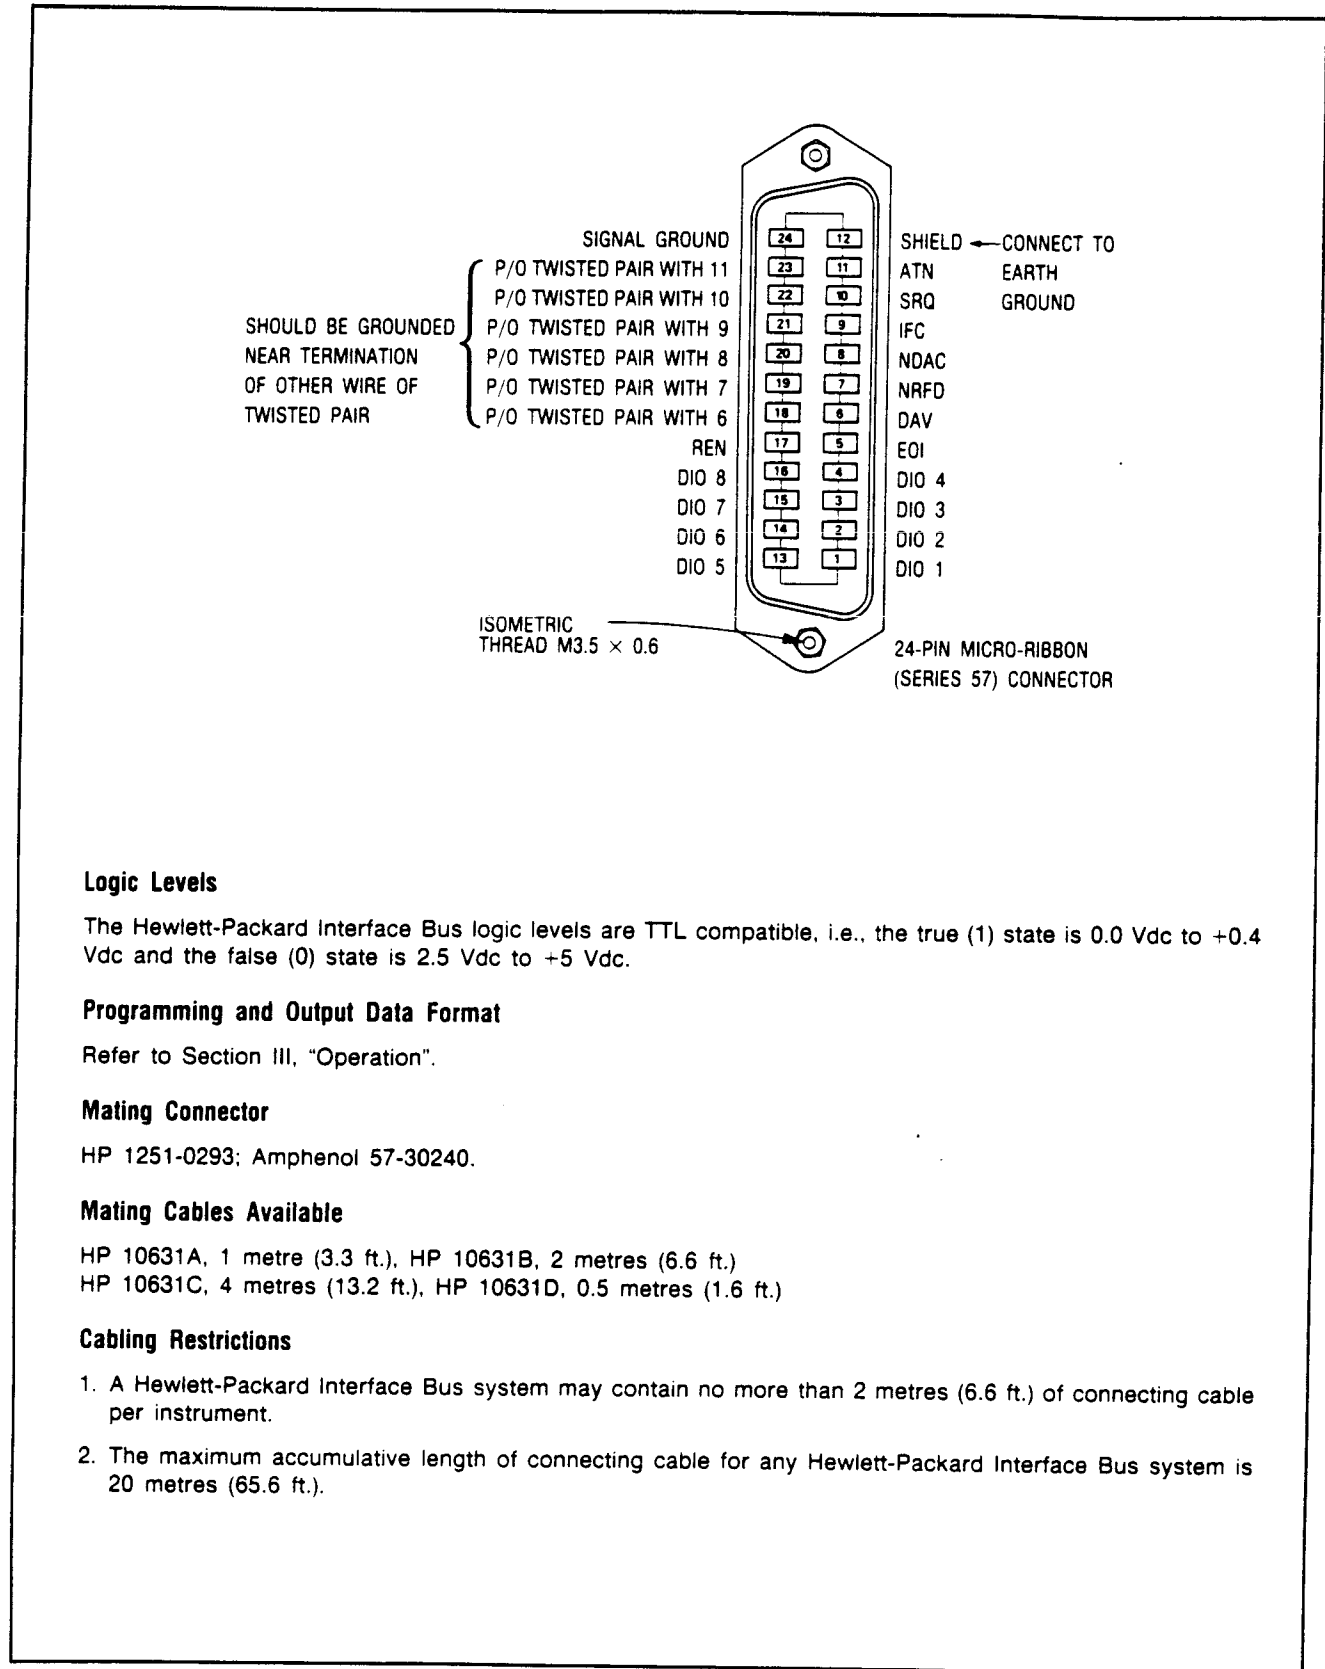 SIGNAL GROUND 24 12 SHIELD ←CONNECT TO
P/O TWISTED PAIR WITH 11 23 11 ATN EARTH
P/O TWISTED PAIR WITH 10 22 10 SRQ GROUND
SHOULD BE GROUNDED P/O TWISTED PAIR WITH 9 21 9 IFC
NEAR TERMINATION P/O TWISTED PAIR WITH 8 20 8 NDAC
OF OTHER WIRE OF P/O TWISTED PAIR WITH 7 19 7 NRFD
TWISTED PAIR P/O TWISTED PAIR WITH 6 18 6 DAV
REN 17 5 EOI
DIO 8 16 4 DIO 4
DIO 7 15 3 DIO 3
DIO 6 14 2 DIO 2
DIO 5 13 1 DIO 1
ISOMETRIC
THREAD M3.5 × 0.6
24-PIN MICRO-RIBBON
(SERIES 57) CONNECTOR
Logic Levels
The Hewlett-Packard Interface Bus logic levels are TTL compatible, i.e., the true (1) state is 0.0 Vdc to +0.4
Vdc and the false (0) state is 2.5 Vdc to +5 Vdc.
Programming and Output Data Format
Refer to Section III, “Operation”.
Mating Connector
HP 1251-0293; Amphenol 57-30240.
Mating Cables Available
HP 10631A, 1 metre (3.3 ft.), HP 10631B, 2 metres (6.6 ft.)
HP 10631C, 4 metres (13.2 ft.), HP 10631D, 0.5 metres (1.6 ft.)
Cabling Restrictions
1. A Hewlett-Packard Interface Bus system may contain no more than 2 metres (6.6 ft.) of connecting cable
per instrument.
2. The maximum accumulative length of connecting cable for any Hewlett-Packard Interface Bus system is
20 metres (65.6 ft.).